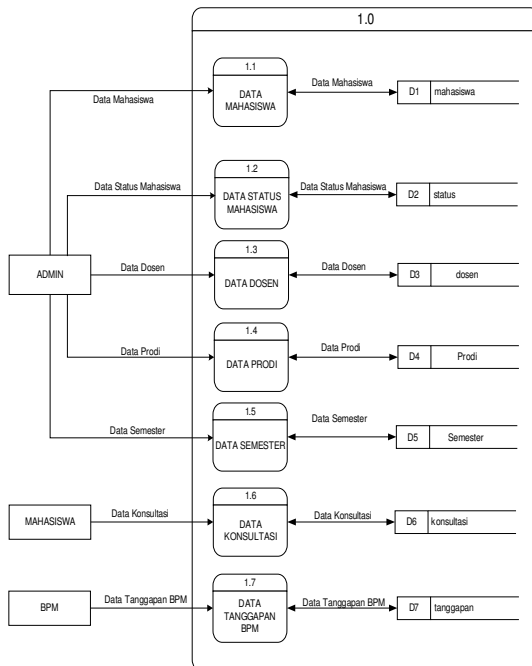 1.0
1.1
DATA
MAHASISWA
Data Mahasiswa
Data Mahasiswa
D1 mahasiswa
1.2
DATA STATUS
MAHASISWA
Data Status Mahasiswa
Data Status Mahasiswa
D2 status
ADMIN
1.3
DATA DOSEN
Data Dosen
Data Dosen
D3 dosen
1.4
DATA PRODI
Data Prodi
Data Prodi
D4 Prodi
1.5
DATA SEMESTER
Data Semester
Data Semester
D5 Semester
MAHASISWA
Data Konsultasi
1.6
DATA
KONSULTASI
Data Konsultasi
D6 konsultasi
BPM
Data Tanggapan BPM
1.7
DATA
TANGGAPAN
BPM
Data Tanggapan BPM
D7 tanggapan